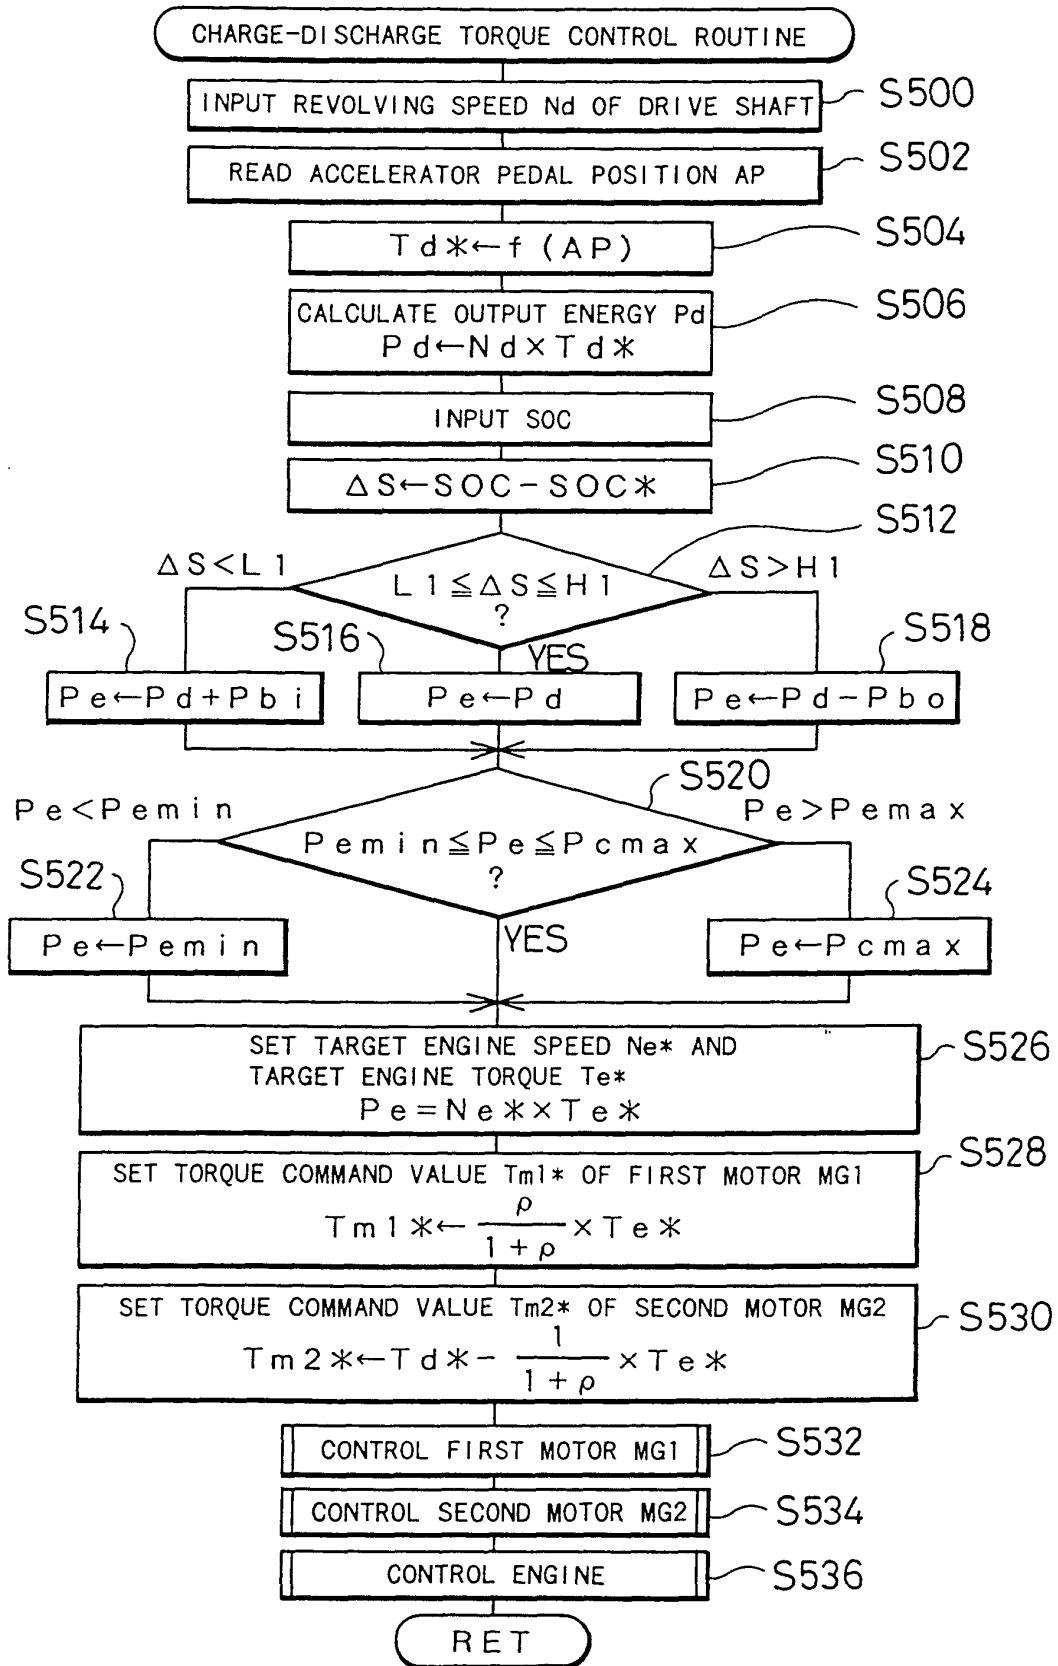 CHARGE-DISCHARGE TORQUE CONTROL ROUTINE
INPUT REVOLVING SPEED Nd OF DRIVE SHAFT
S500
READ ACCELERATOR PEDAL POSITION AP
S502
Td*←f(AP)
S504
CALCULATE OUTPUT ENERGY Pd
Pd←Nd×Td*
S506
INPUT SOC
S508
ΔS←SOC-SOC*
S510
S512
ΔS<L1
L1≦ΔS≦H1
?
ΔS>H1
S514
S516
YES
S518
Pe←Pd+Pbi
Pe←Pd
Pe←Pd-Pbo
S520
Pe<Pemin
Pe>Pemax
Pemin≦Pe≦Pcmax
?
S522
S524
YES
Pe←Pemin
Pe←Pcmax
SET TARGET ENGINE SPEED Ne* AND
TARGET ENGINE TORQUE Te*
Pe=Ne*×Te*
S526
SET TORQUE COMMAND VALUE Tm1* OF FIRST MOTOR MG1
Tm1*← ρ/1+ρ ×Te*
S528
SET TORQUE COMMAND VALUE Tm2* OF SECOND MOTOR MG2
Tm2*←Td*- 1/1+ρ ×Te*
S530
CONTROL FIRST MOTOR MG1
S532
CONTROL SECOND MOTOR MG2
S534
CONTROL ENGINE
S536
RET